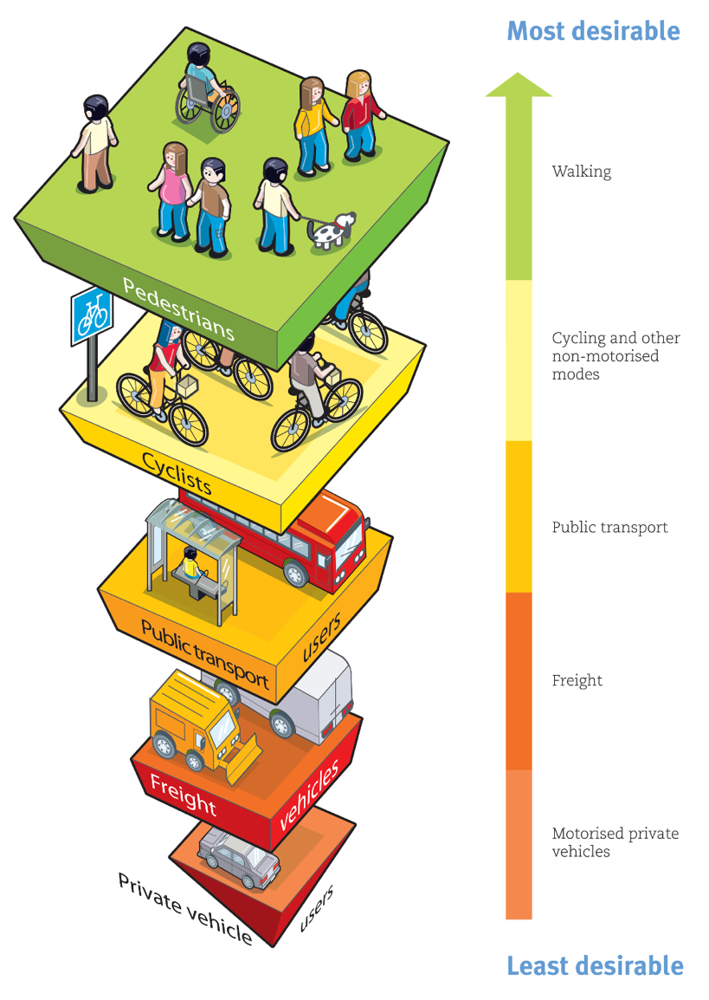 Most desirable
Pedestrians
Walking
Cyclists
Cycling and other
non-motorised
modes
Public transport users
Public transport
Freight vehicles
Freight
Private vehicle users
Motorised private
vehicles
Least desirable